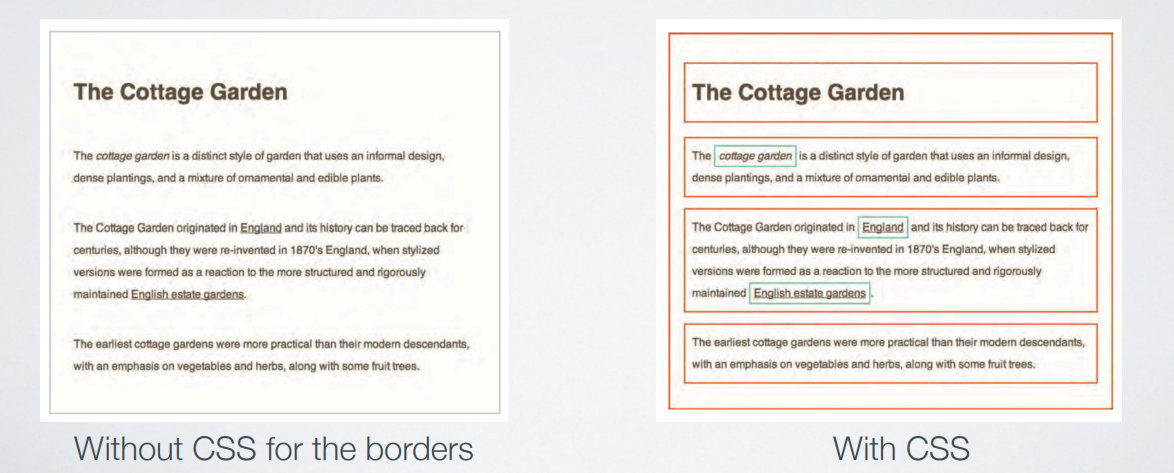 The Cottage Garden
The cottage garden is a distinct style of garden that uses an informal design,
dense plantings, and a mixture of ornamental and edible plants.
The Cottage Garden originated in England and its history can be traced back for
centuries, although they were re-invented in 1870's England, when stylized
versions were formed as a reaction to the more structured and rigorously
maintained English estate gardens.
The earliest cottage gardens were more practical than their modern descendants,
with an emphasis on vegetables and herbs, along with some fruit trees.
Without CSS for the borders
The Cottage Garden
The cottage garden is a distinct style of garden that uses an informal design,
dense plantings, and a mixture of ornamental and edible plants.
The Cottage Garden originated in England and its history can be traced back for
centuries, although they were re-invented in 1870's England, when stylized
versions were formed as a reaction to the more structured and rigorously
maintained English estate gardens.
The earliest cottage gardens were more practical than their modern descendants,
with an emphasis on vegetables and herbs, along with some fruit trees.
With CSS